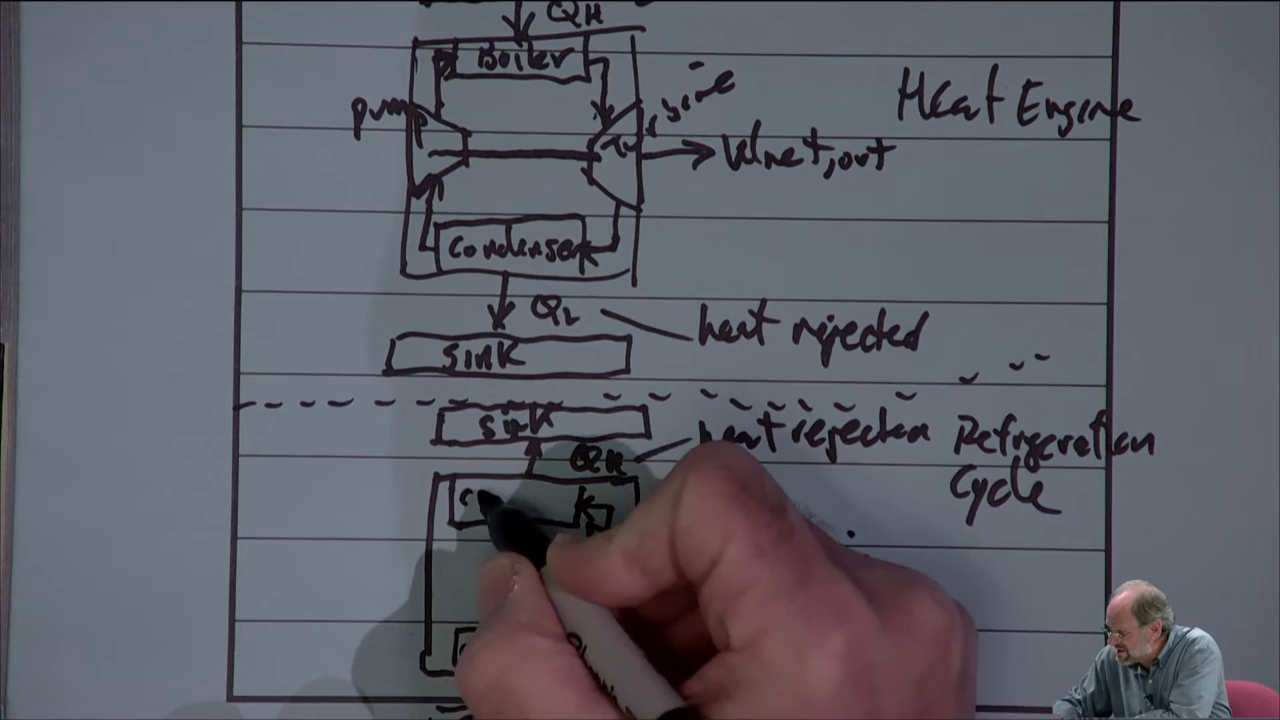 QH
Boiler
pump
Turbine
Heat Engine
Wnet,out
Condenser
QL
heat rejected
sink
sink
heat rejected
Refrigeration
Cycle
QH